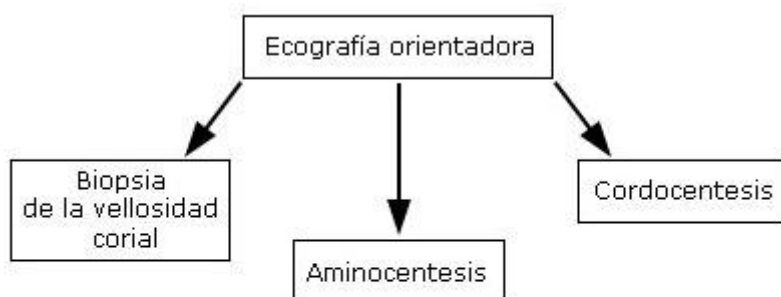 Ecografía orientadora
Biopsia
de la vellosidad
corial
Aminocentesis
Cordocentesis